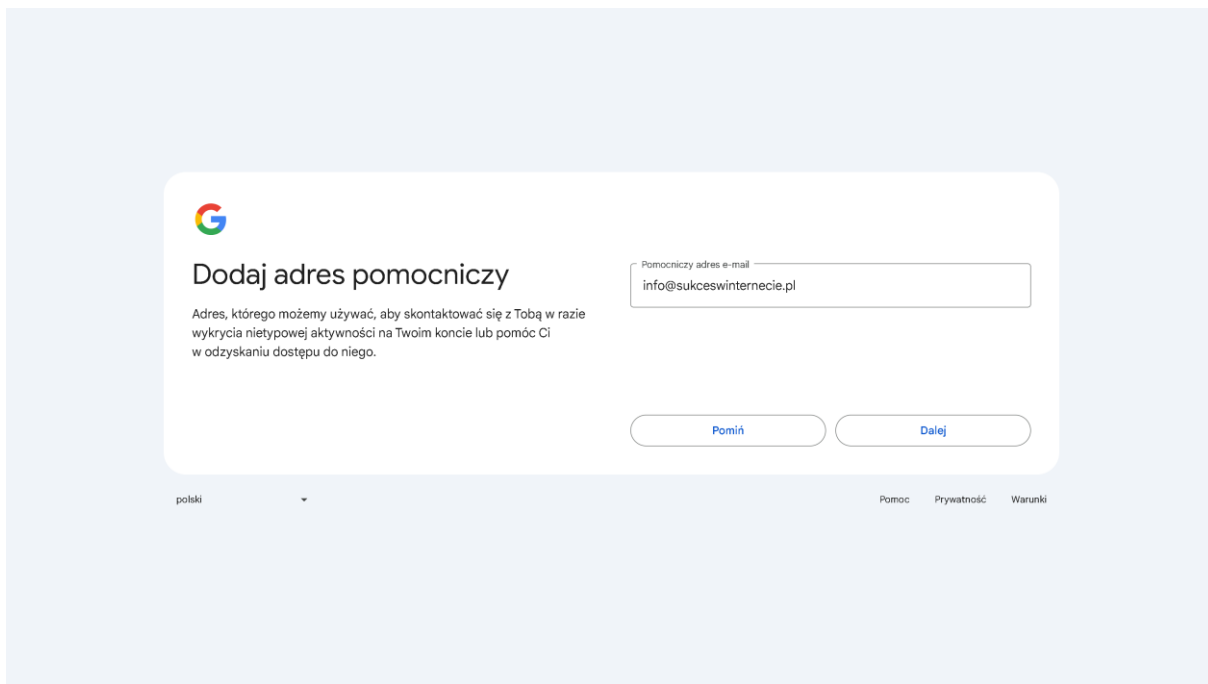 Dodaj adres pomocniczy
Adres, którego możemy używać, aby skontaktować się z Tobą w razie
wykrycia nietypowej aktywności na Twoim koncie lub pomóc Ci
w odzyskaniu dostępu do niego.
Pomocniczy adres e-mail
info@sukceswinternecie.pl
Pomiń
Dalej
polski
Pomoc
Prywatność
Warunki